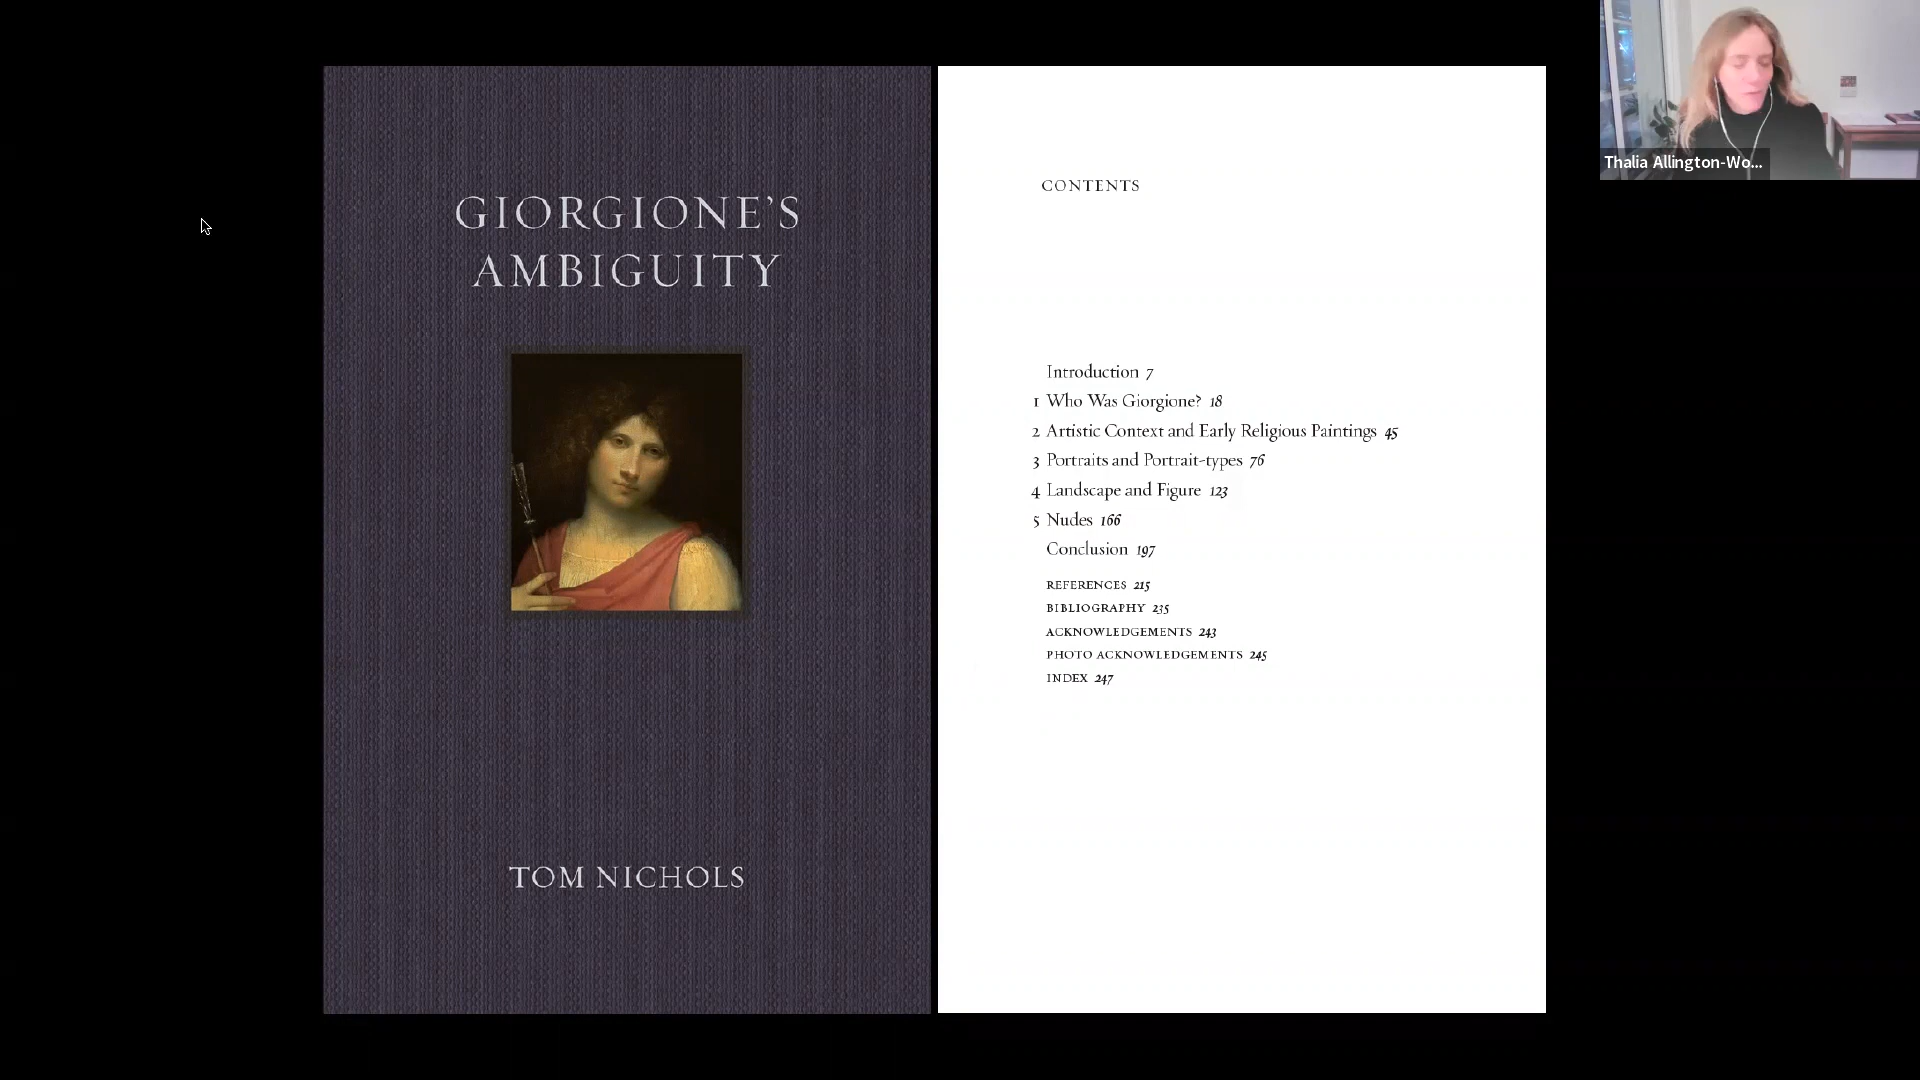 GIORGIONE'S
AMBIGUITY
TOM NICHOLS
CONTENTS
Introduction 7
1 Who Was Giorgione? 18
2 Artistic Context and Early Religious Paintings 45
3 Portraits and Portrait-types 76
4 Landscape and Figure 123
5 Nudes 166
Conclusion 197
REFERENCES 215
BIBLIOGRAPHY 235
ACKNOWLEDGEMENTS 243
PHOTO ACKNOWLEDGEMENTS 245
INDEX 247
Thalia Allington-Wo...